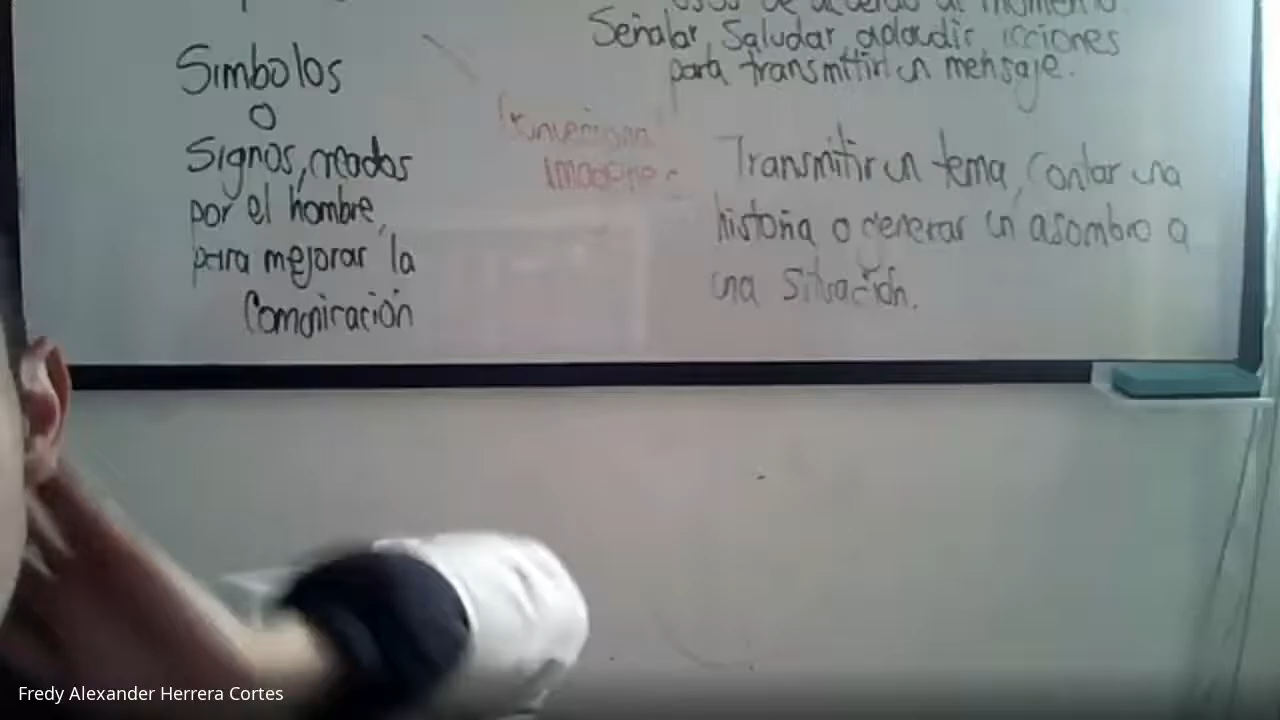 Señalar, Saludar, aplaudir, acciones
para transmitir un mensaje.
Simbolos
o
Signos, creados
por el hombre,
para mejorar la
Comunicación
Transmitir un tema, Contar una
historia o generar un asombro a
una situación.
Fredy Alexander Herrera Cortes